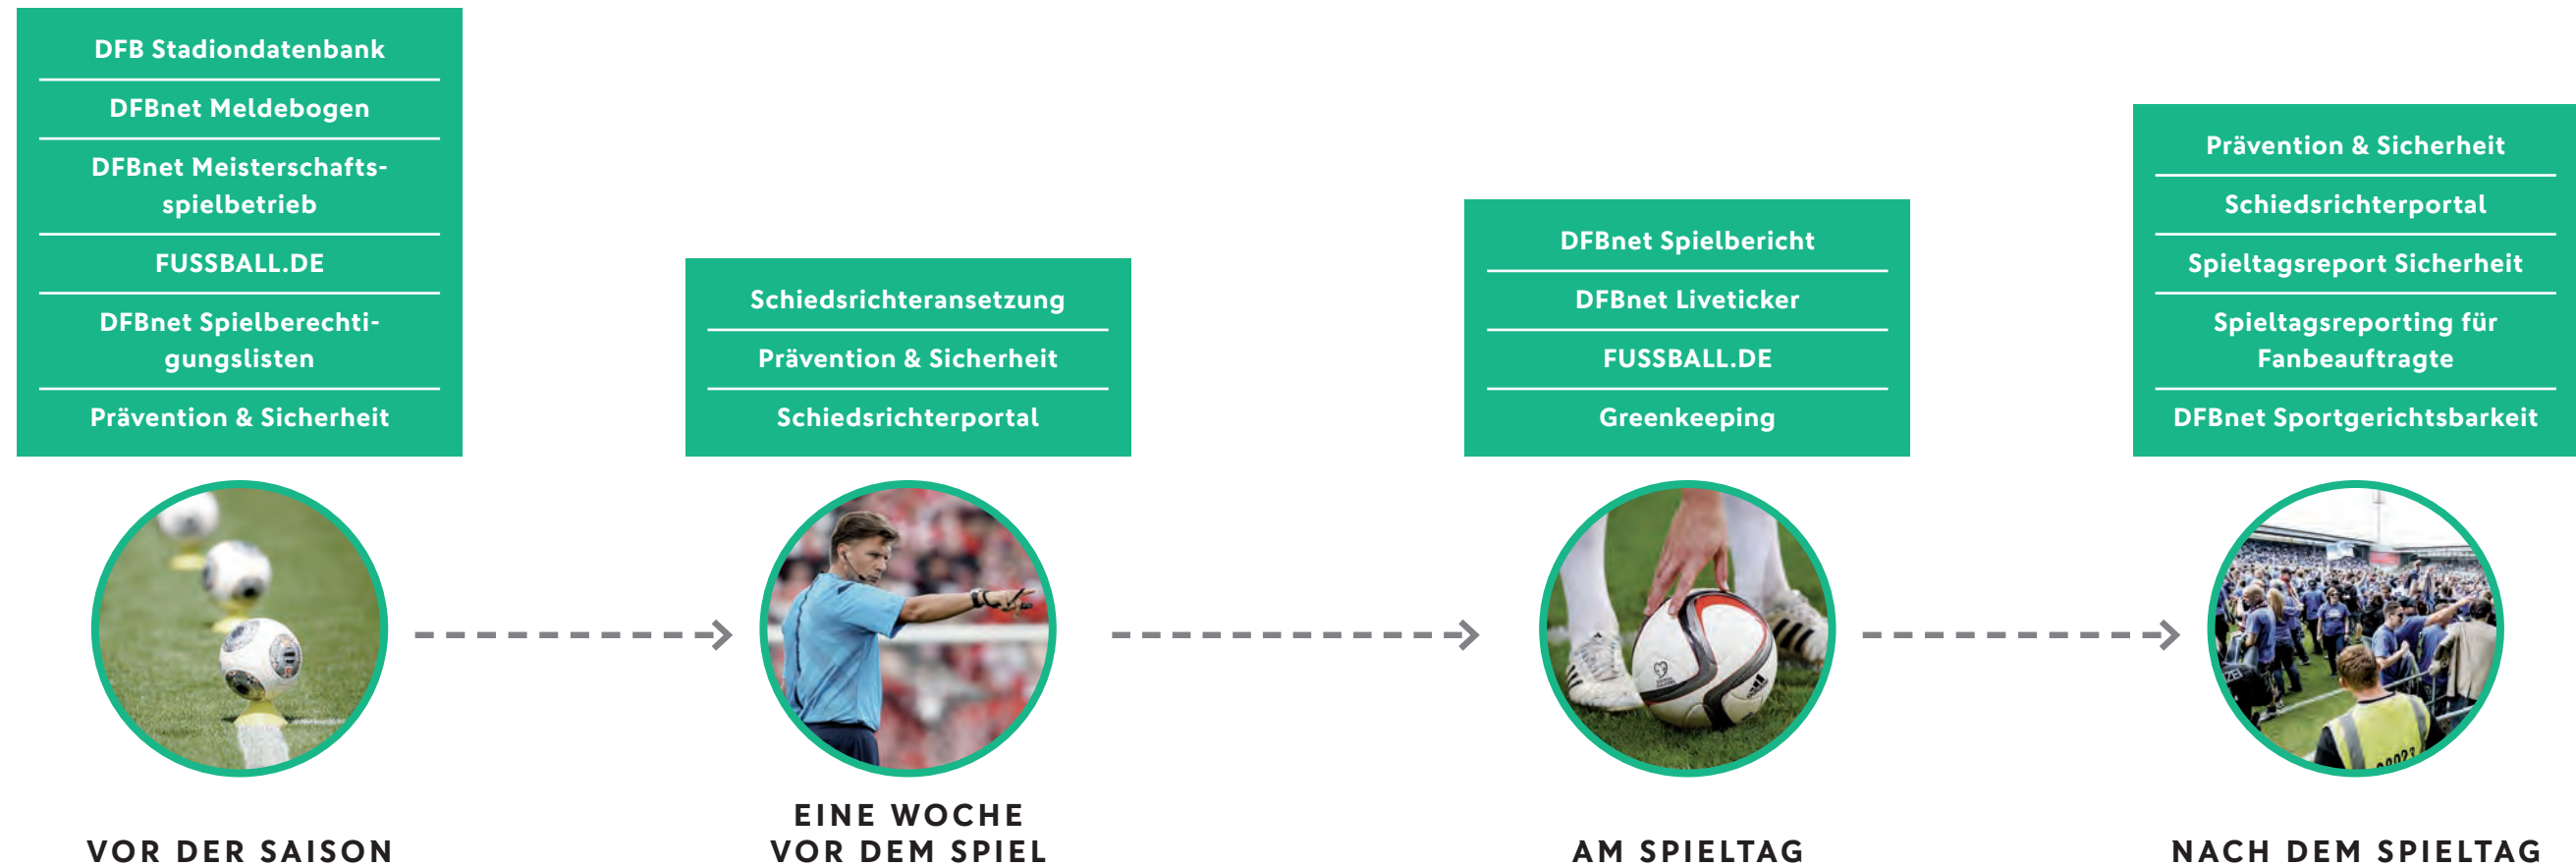 DFB Stadiondatenbank
DFBnet Meldebogen
DFBnet Meisterschafts-
spielbetrieb
FUSSBALL.DE
DFBnet Spielberechti-
gungslisten
Prävention & Sicherheit
VOR DER SAISON
Schiedsrichteransetzung
Prävention & Sicherheit
Schiedsrichterportal
EINE WOCHE
VOR DEM SPIEL
DFBnet Spielbericht
DFBnet Liveticker
FUSSBALL.DE
Greenkeeping
AM SPIELTAG
Prävention & Sicherheit
Schiedsrichterportal
Spieltagsreport Sicherheit
Spieltagsreporting für
Fanbeauftragte
DFBnet Sportgerichtsbarkeit
NACH DEM SPIELTAG